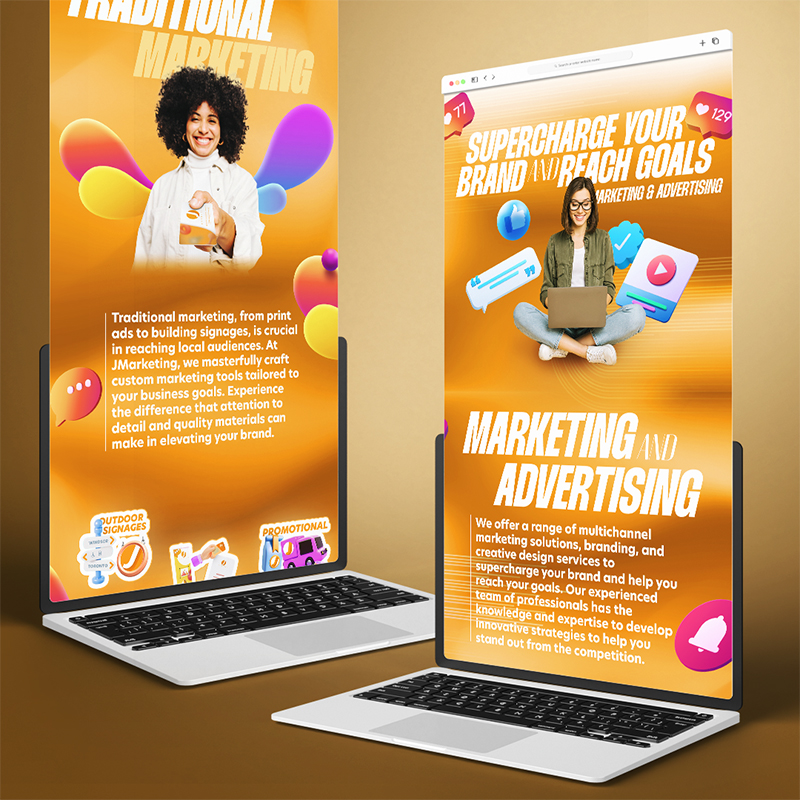 TRADITIONAL
MARKETING
Traditional marketing, from print
ads to building signages, is crucial
in reaching local audiences. At
JMarketing, we masterfully craft
custom marketing tools tailored to
your business goals. Experience
the difference that attention to
detail and quality materials can
make in elevating your brand.
OUTDOOR
SIGNAGES
WINDSOR
TORONTO
PROMOTIONAL
77
129
SUPERCHARGE YOUR
BRAND AND REACH GOALS
MARKETING & ADVERTISING
MARKETING AND
ADVERTISING
We offer a range of multichannel
marketing solutions, branding, and
creative design services to
supercharge your brand and help you
reach your goals. Our experienced
team of professionals has the
knowledge and expertise to develop
innovative strategies to help you
stand out from the competition.